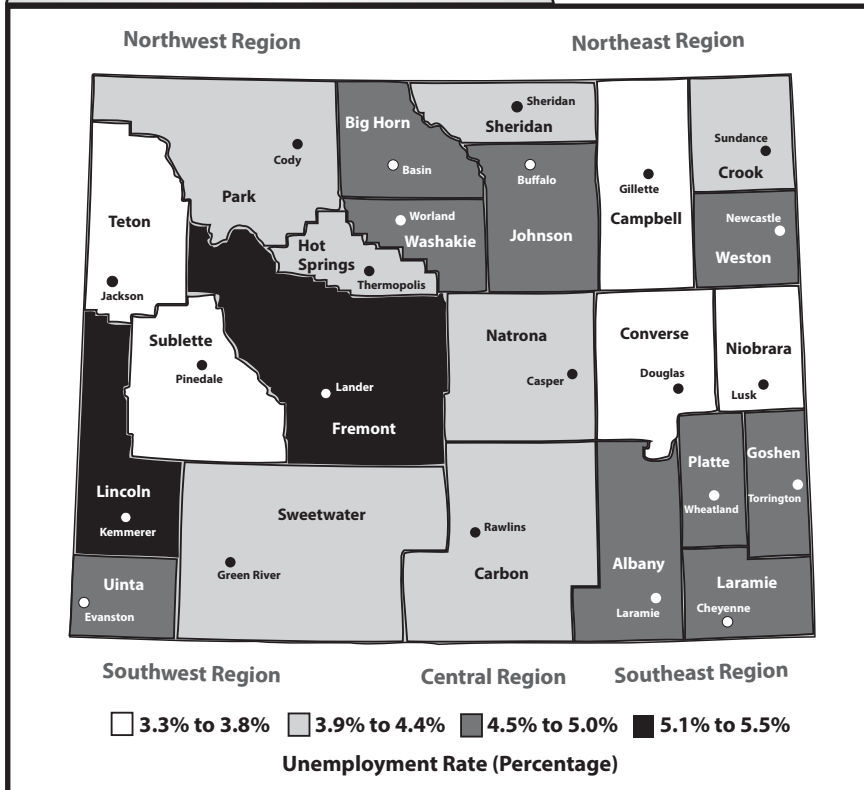 Northwest Region
Northeast Region
Big Horn
Sheridan
Sheridan
Sundance
Cody
Basin
Buffalo
Gillette
Crook
Park
Teton
Worland
Washakie
Johnson
Campbell
Newcastle
Weston
Hot
Springs
Thermopolis
Jackson
Sublette
Pinedale
Natrona
Casper
Converse
Douglas
Niobrara
Lusk
Lander
Fremont
Platte
Wheatland
Goshen
Torrington
Lincoln
Kemmerer
Sweetwater
Green River
Rawlins
Carbon
Albany
Laramie
Laramie
Cheyenne
Uinta
Evanston
Southwest Region
Central Region
Southeast Region
3.3% to 3.8% 3.9% to 4.4% 4.5% to 5.0% 5.1% to 5.5%
Unemployment Rate (Percentage)